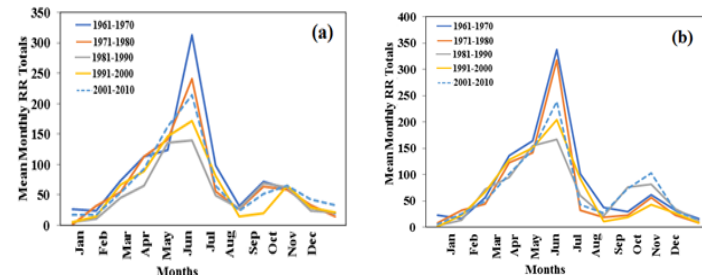 350
300
250
200
150
100
50
0
Mean Monthly RR Totals
(a)
1961-1970
1971-1980
1981-1990
1991-2000
2001-2010
Jan
Feb
Mar
Apr
May
Jun
Jul
Aug
Sep
Oct
Nov
Dec
Months
400
350
300
250
200
150
100
50
0
Mean Monthly RR Totals
(b)
1961-1970
1971-1980
1981-1990
1991-2000
2001-2010
Jan
Feb
Mar
Apr
May
Jun
Jul
Aug
Sep
Oct
Nov
Dec
Months